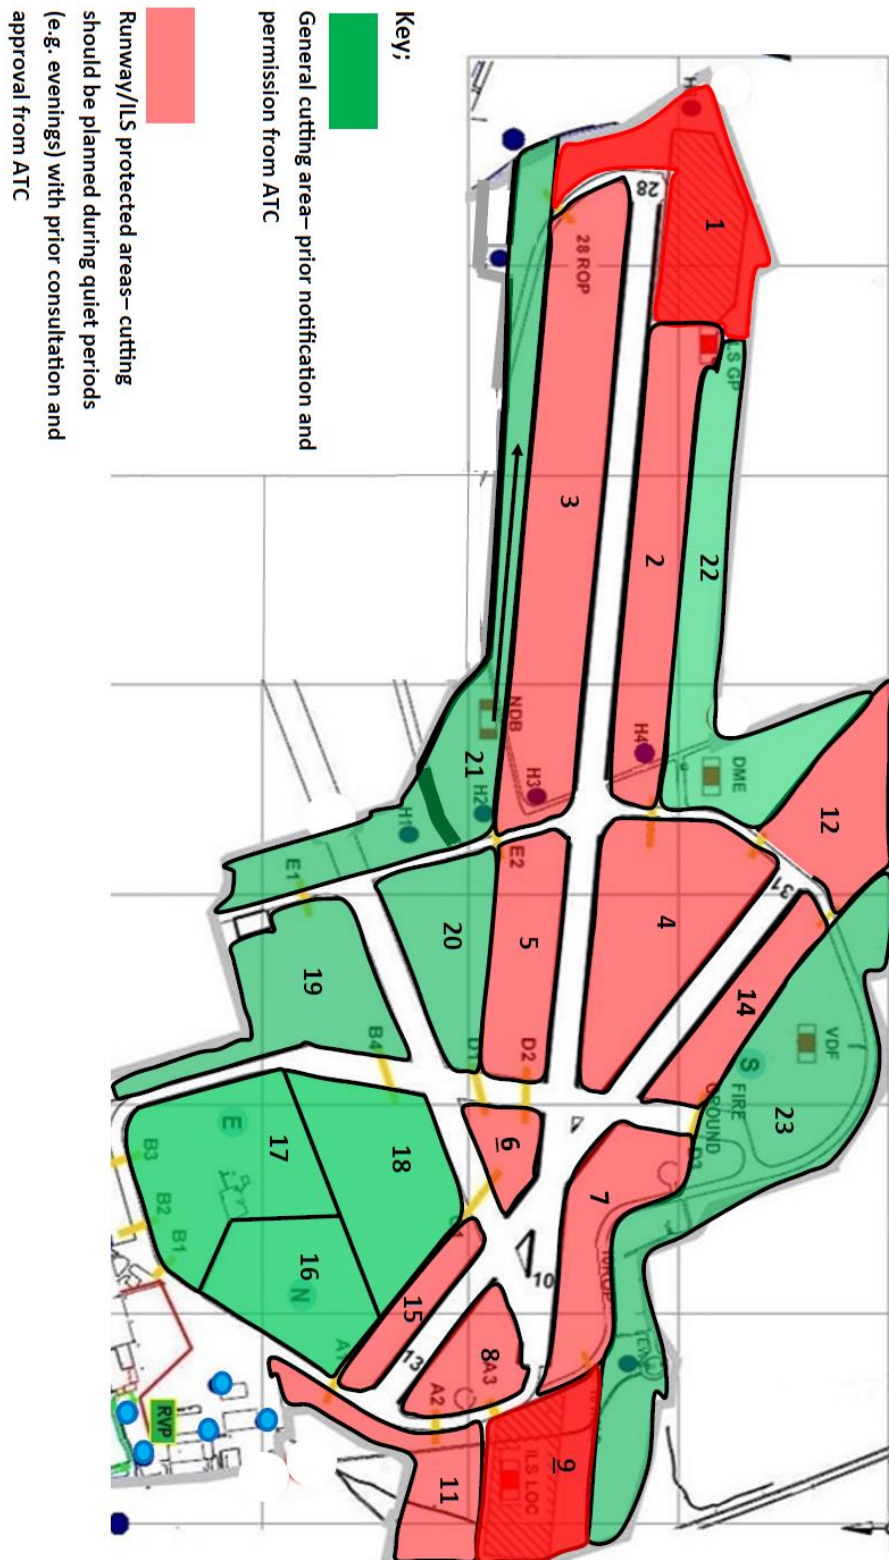 Key;
General cutting area– prior notification and
permission from ATC
Runway/ILS protected areas– cutting
should be planned during quiet periods
(e.g. evenings) with prior consultation and
approval from ATC
H
28
1
28 ROP
ILS GP
3
2
22
NDB
H4
DME
21
H3
H2
H1
12
E2
E1
31
20
5
4
19
14
VDF
B4
D1
D2
S
FIRE
GROUND
D3
23
6
E
17
18
7
B3
B2
B1
16
N
10
15
13
8
A3
A2
A1
RVP
9
ILS LOC
11